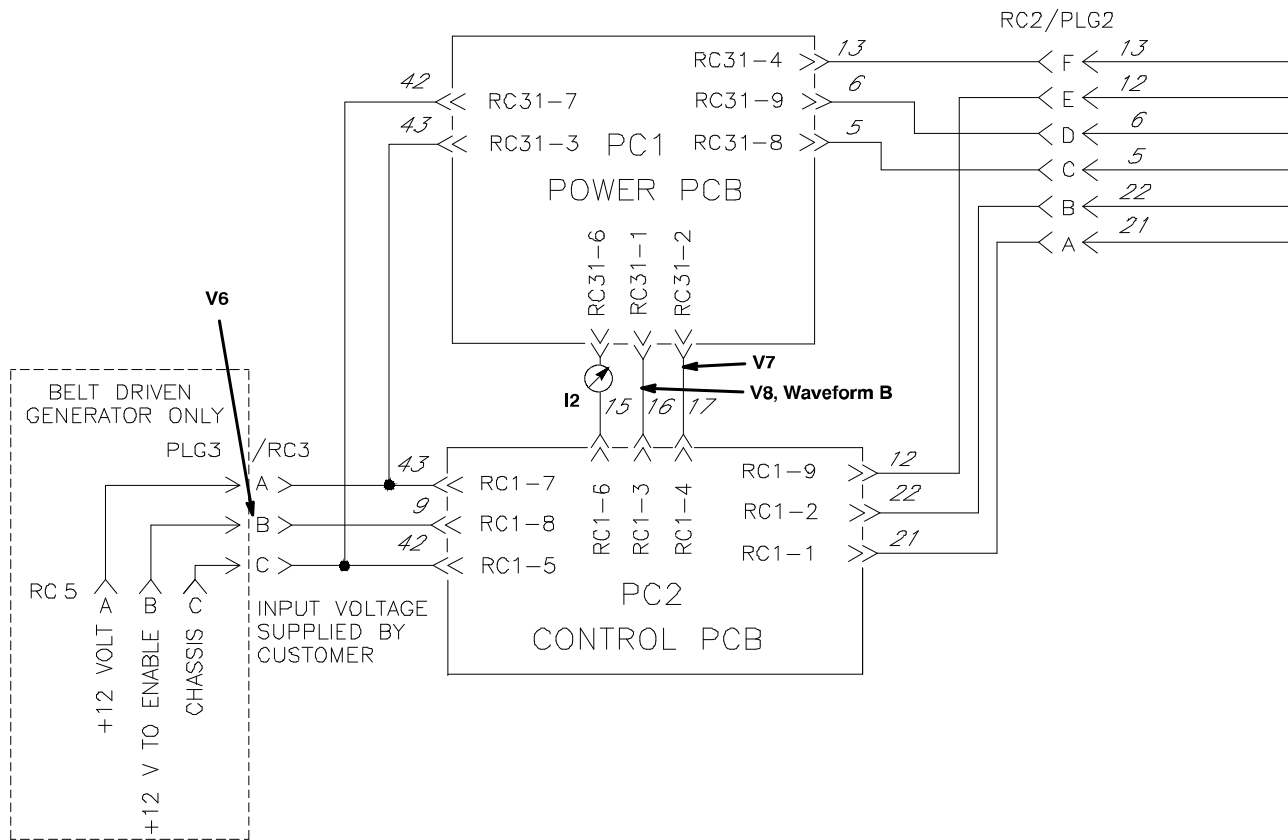 RC2/PLG2
RC31-4
13
F
13
42
RC31-7
RC31-9
6
E
12
43
RC31-3
PC1
RC31-8
5
D
6
C
5
POWER PCB
B
22
A
21
RC31-6
RC31-1
RC31-2
V6
V7
I2
V8, Waveform B
15
16
17
BELT DRIVEN
GENERATOR ONLY
PLG3
/RC3
A
43
RC1-7
B
9
RC1-8
C
42
RC1-5
RC1-6
RC1-3
RC1-4
RC1-9
12
RC1-2
22
RC1-1
21
PC2
CONTROL PCB
RC5
A
B
C
+12 VOLT
+12 V TO ENABLE
CHASSIS
INPUT VOLTAGE
SUPPLIED BY
CUSTOMER